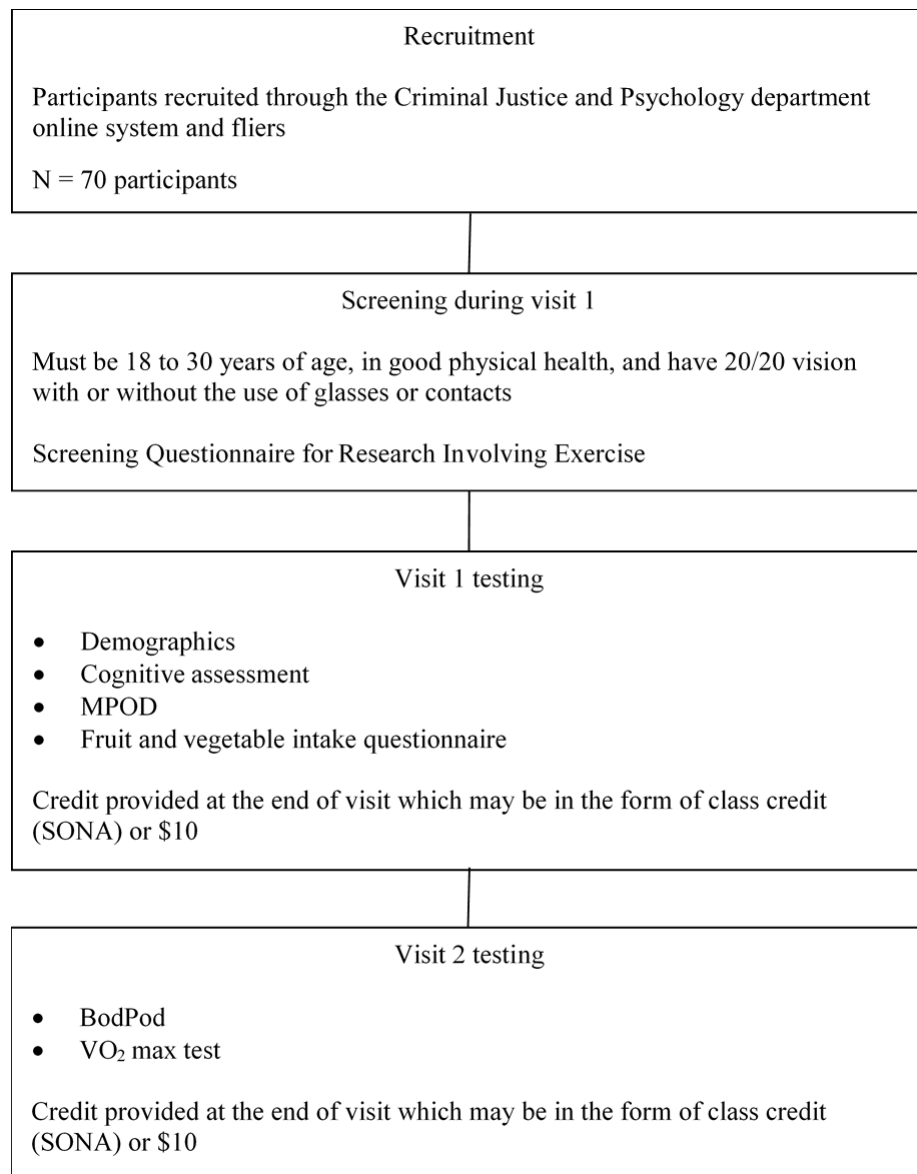 Recruitment
Participants recruited through the Criminal Justice and Psychology department
online system and fliers
N = 70 participants
Screening during visit 1
Must be 18 to 30 years of age, in good physical health, and have 20/20 vision
with or without the use of glasses or contacts
Screening Questionnaire for Research Involving Exercise
Visit 1 testing
• Demographics
• Cognitive assessment
• MPOD
• Fruit and vegetable intake questionnaire
Credit provided at the end of visit which may be in the form of class credit
(SONA) or $10
Visit 2 testing
• BodPod
• VO₂ max test
Credit provided at the end of visit which may be in the form of class credit
(SONA) or $10